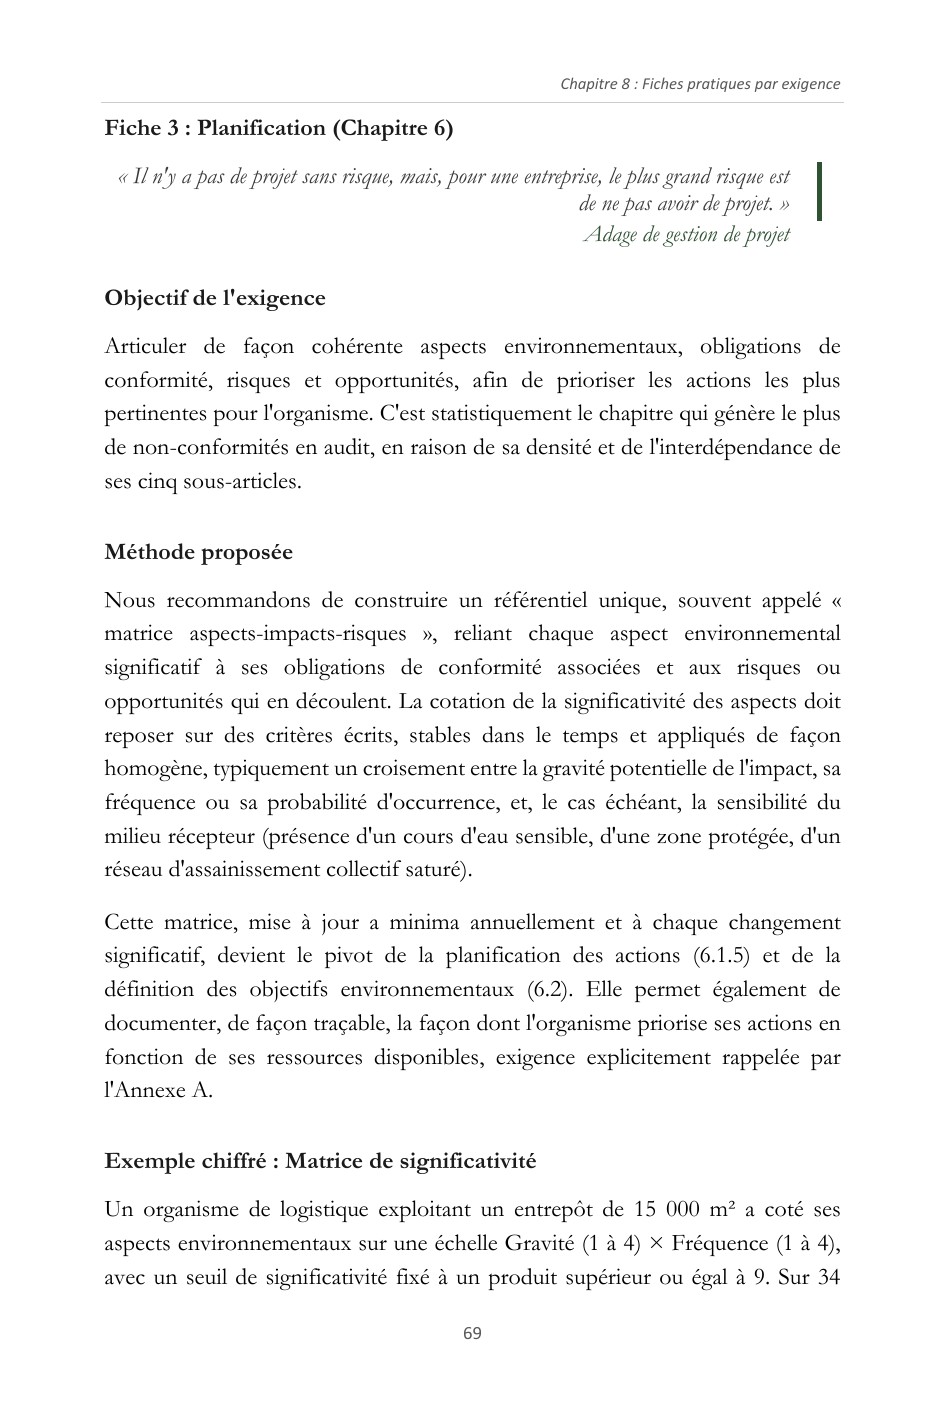 Chapitre 8 : Fiches pratiques par exigence
Fiche 3 : Planification (Chapitre 6)
« Il n'y a pas de projet sans risque, mais, pour une entreprise, le plus grand risque est
de ne pas avoir de projet. »
Adage de gestion de projet
Objectif de l'exigence
Articuler de façon cohérente aspects environnementaux, obligations de
conformité, risques et opportunités, afin de prioriser les actions les plus
pertinentes pour l'organisme. C'est statistiquement le chapitre qui génère le plus
de non-conformités en audit, en raison de sa densité et de l'interdépendance de
ses cinq sous-articles.
Méthode proposée
Nous recommandons de construire un référentiel unique, souvent appelé «
matrice aspects-impacts-risques », reliant chaque aspect environnemental
significatif à ses obligations de conformité associées et aux risques ou
opportunités qui en découlent. La cotation de la significativité des aspects doit
reposer sur des critères écrits, stables dans le temps et appliqués de façon
homogène, typiquement un croisement entre la gravité potentielle de l'impact, sa
fréquence ou sa probabilité d'occurrence, et, le cas échéant, la sensibilité du
milieu récepteur (présence d'un cours d'eau sensible, d'une zone protégée, d'un
réseau d'assainissement collectif saturé).
Cette matrice, mise à jour a minima annuellement et à chaque changement
significatif, devient le pivot de la planification des actions (6.1.5) et de la
définition des objectifs environnementaux (6.2). Elle permet également de
documenter, de façon traçable, la façon dont l'organisme priorise ses actions en
fonction de ses ressources disponibles, exigence explicitement rappelée par
l'Annexe A.
Exemple chiffré : Matrice de significativité
Un organisme de logistique exploitant un entrepôt de 15 000 m² a coté ses
aspects environnementaux sur une échelle Gravité (1 à 4) × Fréquence (1 à 4),
avec un seuil de significativité fixé à un produit supérieur ou égal à 9. Sur 34
69